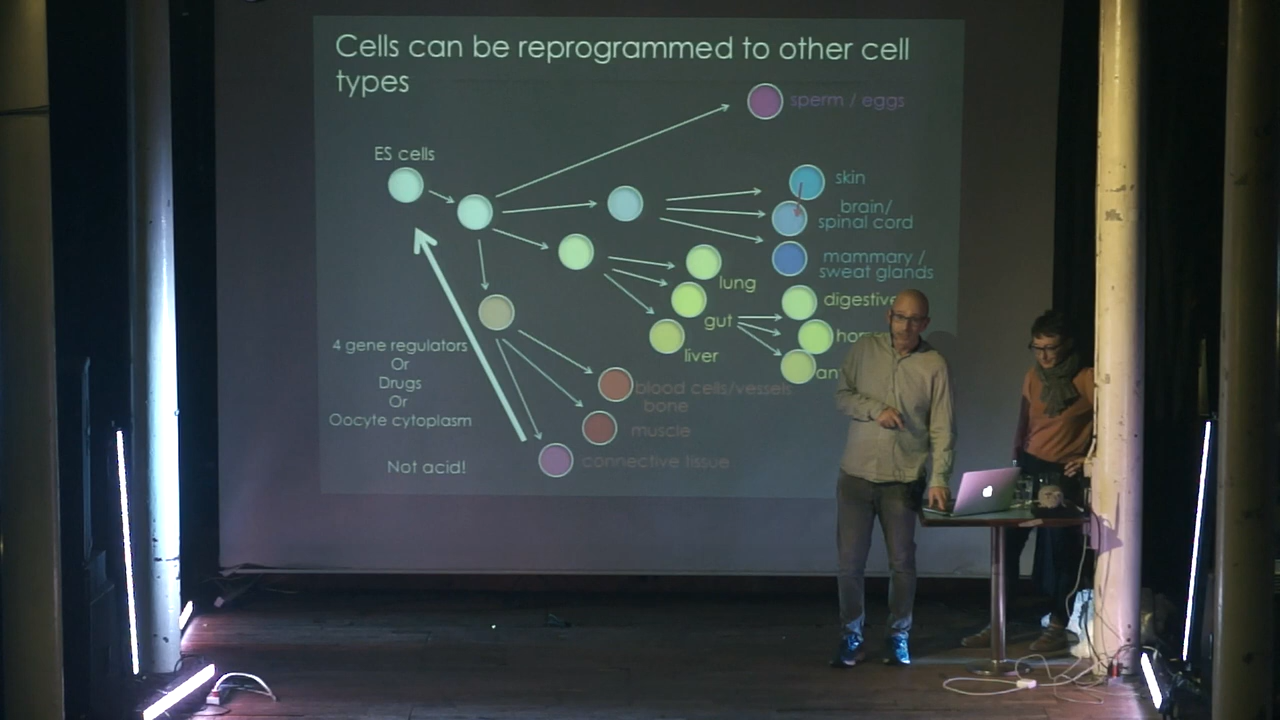 Cells can be reprogrammed to other cell
types
sperm / eggs
ES cells
skin
brain/
spinal cord
mammary /
sweat glands
lung
digestive
gut
liver
4 gene regulators
Or
Drugs
Or
Oocyte cytoplasm
blood cells/vessels
bone
muscle
connective tissue
Not acid!